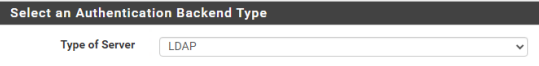 Select an Authentication Backend Type
Type of Server LDAP